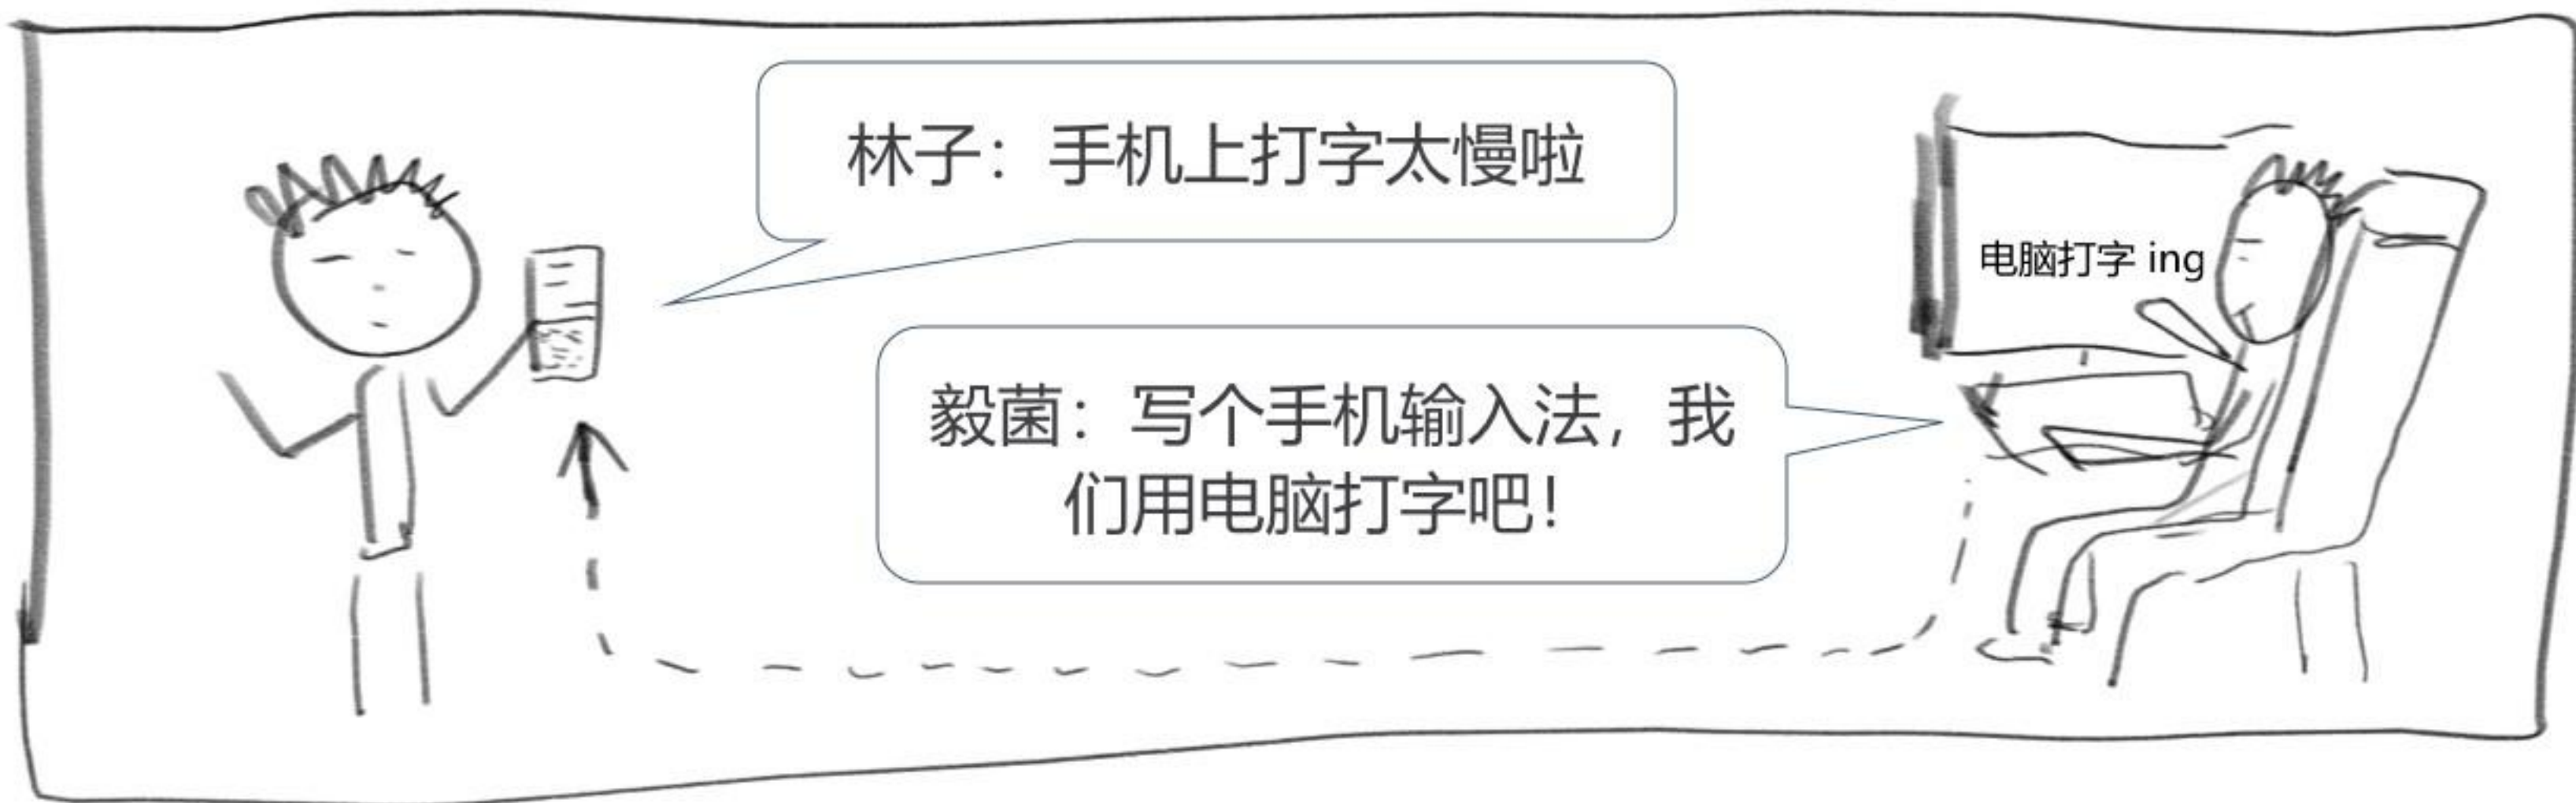 林子：手机上打字太慢啦
电脑打字 ing
毅菌：写个手机输入法，我
们用电脑打字吧！